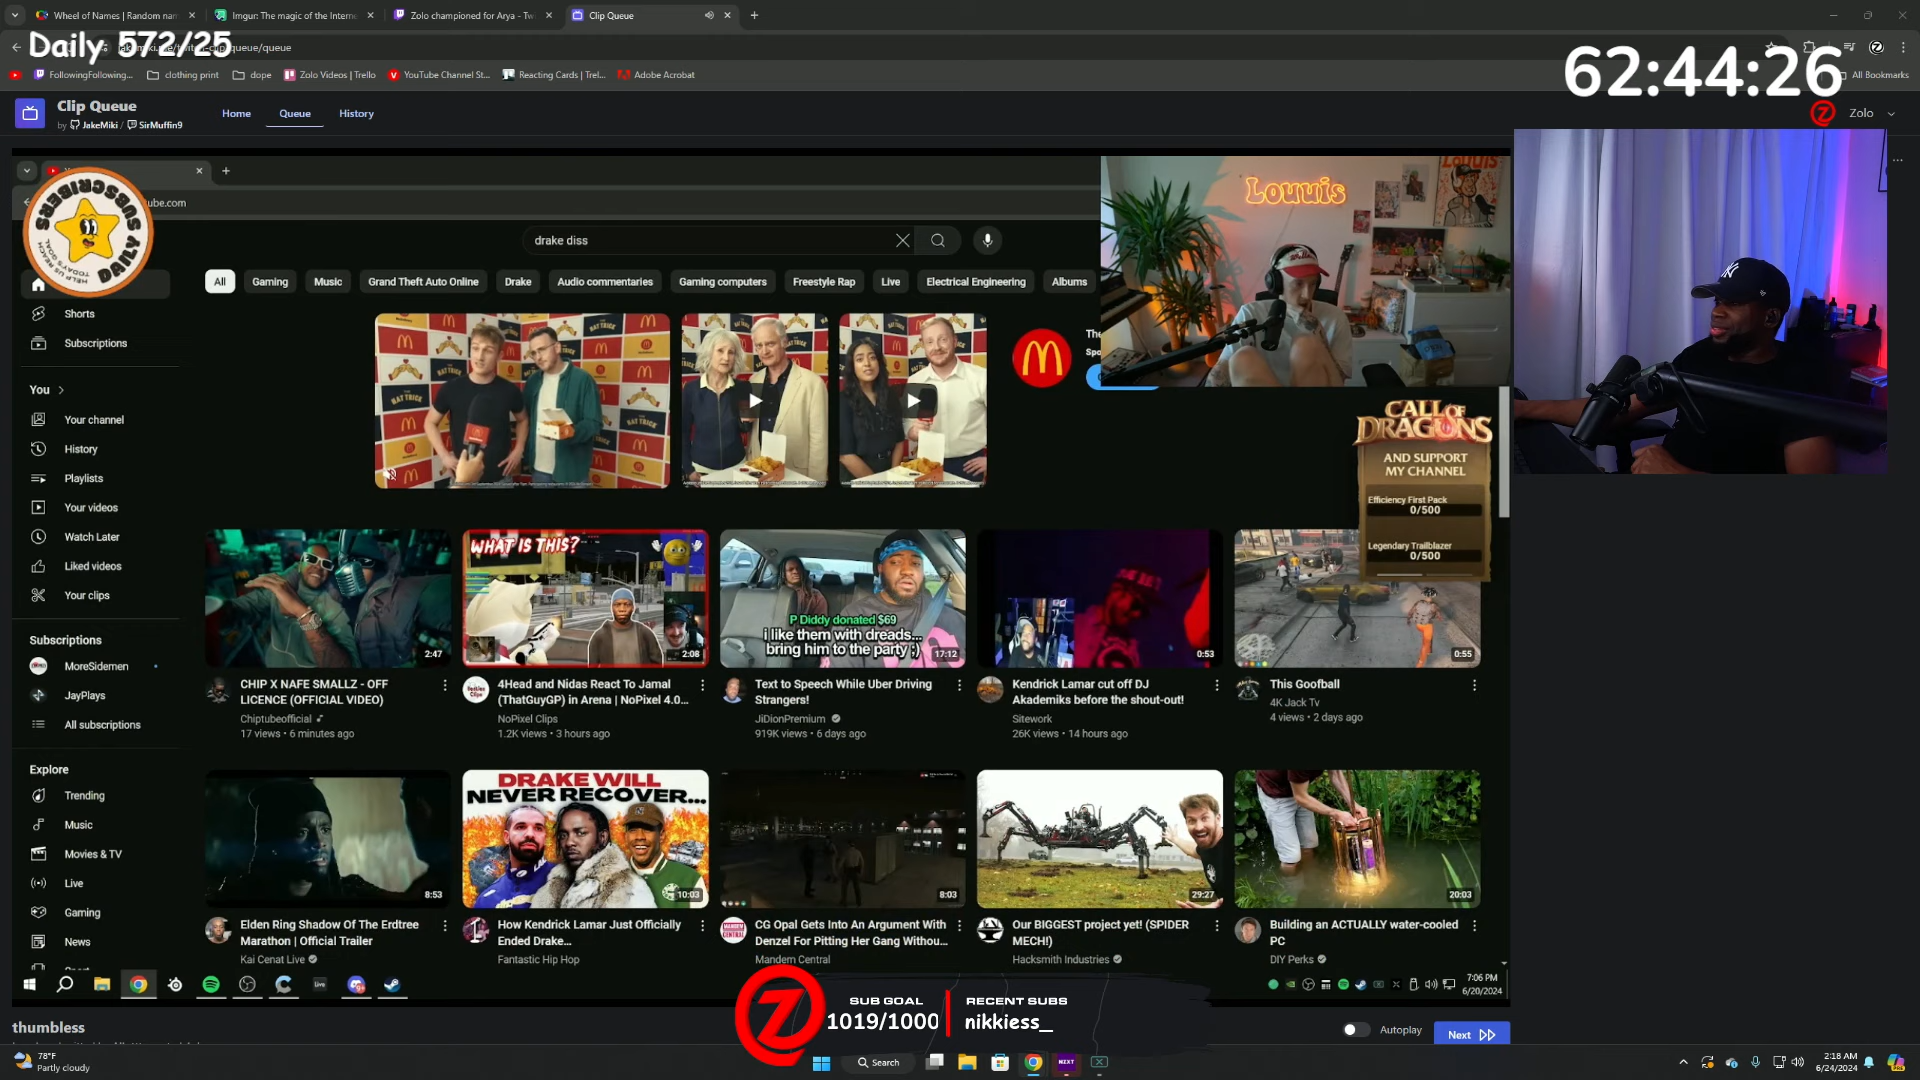 Wheel of Names | Random nam
Imgur: The magic of the Interne
Zolo championed for Arya - Tw
Clip Queue
Daily 572/25
62:44:26
queue/queue
FollowingFollowing...
clothing print
dope
Zolo Videos | Trello
YouTube Channel St...
Reacting Cards | Trel...
Adobe Acrobat
All Bookmarks
Clip Queue
by JakeMiki / SirMuffin9
Home
Queue
History
Zolo
SUBSCRIBERS
SUBS DAILY
HELP US REACH TODAY'S GOAL
ube.com
drake diss
Louuis
All
Gaming
Music
Grand Theft Auto Online
Drake
Audio commentaries
Gaming computers
Freestyle Rap
Live
Electrical Engineering
Albums
Shorts
Subscriptions
You
Your channel
History
Playlists
Your videos
Watch Later
Liked videos
Your clips
Subscriptions
MoreSidemen
JayPlays
All subscriptions
Explore
Trending
Music
Movies & TV
Live
Gaming
News
CALL OF DRAGONS
AND SUPPORT
MY CHANNEL
Efficiency First Pack
0/500
Legendary Trailblazer
0/500
WHAT IS THIS?
P Diddy donated $69
i like them with dreads...
bring him to the party ;)
2:47
2:08
17:12
0:53
0:55
CHIP X NAFE SMALLZ - OFF
LICENCE (OFFICIAL VIDEO)
Chiptubeofficial
17 views • 6 minutes ago
4Head and Nidas React To Jamal
(ThatGuyGP) in Arena | NoPixel 4.0...
NoPixel Clips
1.2K views • 3 hours ago
Text to Speech While Uber Driving
Strangers!
JiDionPremium
919K views • 6 days ago
Kendrick Lamar cut off DJ
Akademiks before the shout-out!
Sitework
26K views • 14 hours ago
This Goofball
4K Jack Tv
4 views • 2 days ago
DRAKE WILL
NEVER RECOVER...
8:53
10:03
8:03
29:27
20:03
Elden Ring Shadow Of The Erdtree
Marathon | Official Trailer
Kai Cenat Live
How Kendrick Lamar Just Officially
Ended Drake...
Fantastic Hip Hop
CG Opal Gets Into An Argument With
Denzel For Pitting Her Gang Withou...
Mandem Central
Our BIGGEST project yet! (SPIDER
MECH!)
Hacksmith Industries
Building an ACTUALLY water-cooled
PC
DIY Perks
7:06 PM
6/20/2024
SUB GOAL
1019/1000
RECENT SUBS
nikkiess_
thumbless
Autoplay
Next
78°F
Partly cloudy
Search
2:18 AM
6/24/2024